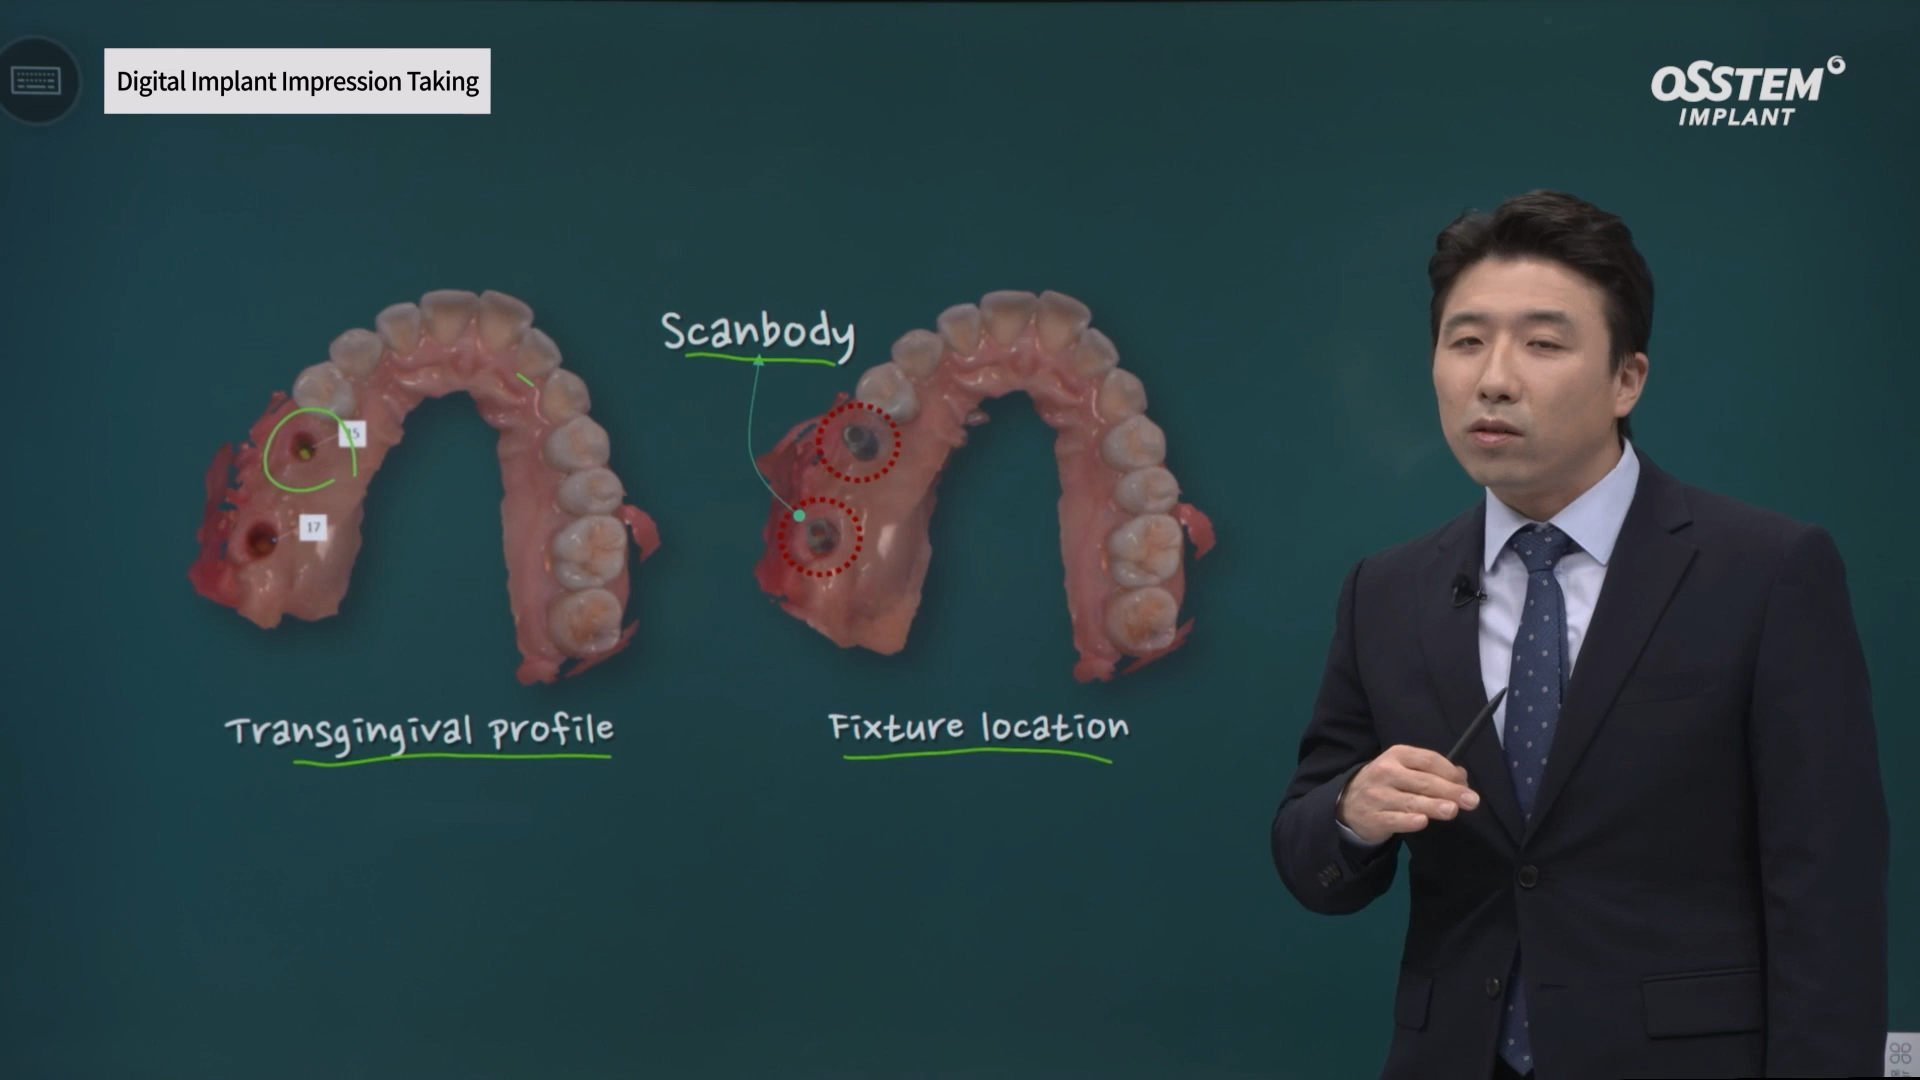 Digital Implant Impression Taking
OSSTEM
IMPLANT
Scanbody
17
Transgingival profile
Fixture location